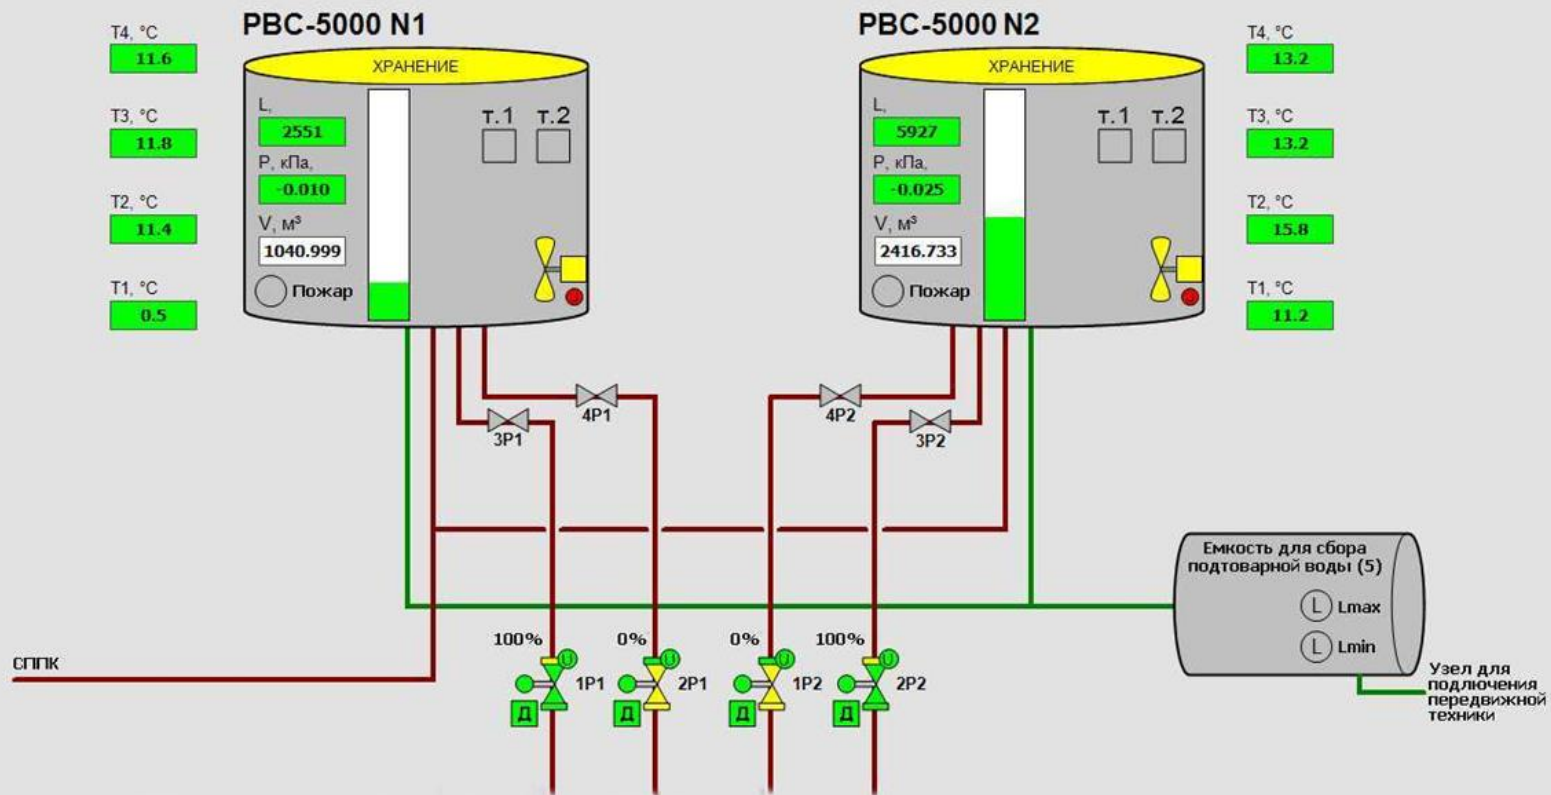 РВС-5000 N1
РВС-5000 N2
T4, °C
11.6
T3, °C
11.8
T2, °C
11.4
T1, °C
0.5
ХРАНЕНИЕ
L,
2551
P, кПа,
-0.010
V, м³
1040.999
Пожар
т.1
т.2
ХРАНЕНИЕ
L,
5927
P, кПа,
-0.025
V, м³
2416.733
Пожар
т.1
т.2
T4, °C
13.2
T3, °C
13.2
T2, °C
15.8
T1, °C
11.2
4Р1
3Р1
4Р2
3Р2
Емкость для сбора
подтоварной воды (5)
L Lmax
L Lmin
СППК
100%
0%
0%
100%
U
U
U
U
1Р1
2Р1
1Р2
2Р2
Д
Д
Д
Д
Узел для
подлючения
передвижной
техники